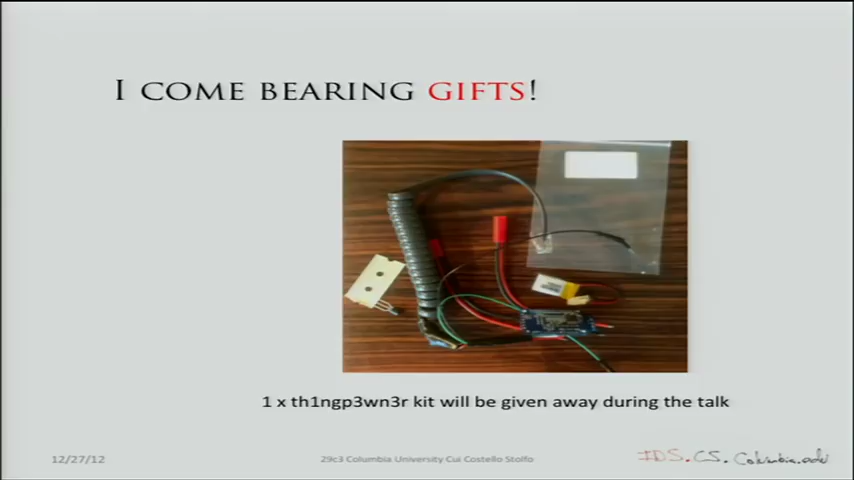 I COME BEARING GIFTS!
1 x th1ngp3wn3r kit will be given away during the talk
12/27/12
29c3 Columbia University Cui Costello Stolfo
IDS.CS.Columbia.edu